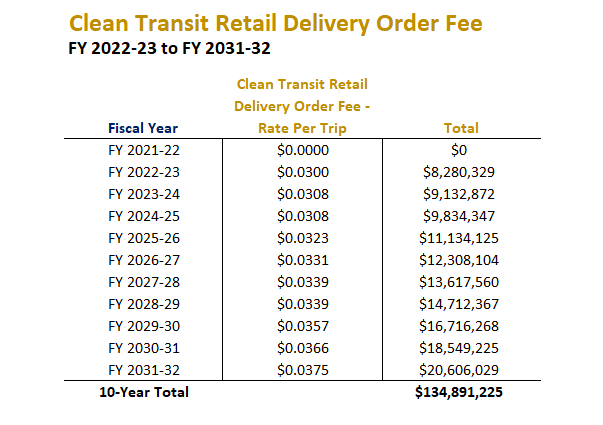 Clean Transit Retail Delivery Order Fee
FY 2022-23 to FY 2031-32
Clean Transit Retail
Delivery Order Fee -
Fiscal Year Rate Per Trip Total
FY 2021-22 $0.0000 $0
FY 2022-23 $0.0300 $8,280,329
FY 2023-24 $0.0308 $9,132,872
FY 2024-25 $0.0308 $9,834,347
FY 2025-26 $0.0323 $11,134,125
FY 2026-27 $0.0331 $12,308,104
FY 2027-28 $0.0339 $13,617,560
FY 2028-29 $0.0339 $14,712,367
FY 2029-30 $0.0357 $16,716,268
FY 2030-31 $0.0366 $18,549,225
FY 2031-32 $0.0375 $20,606,029
10-Year Total $134,891,225